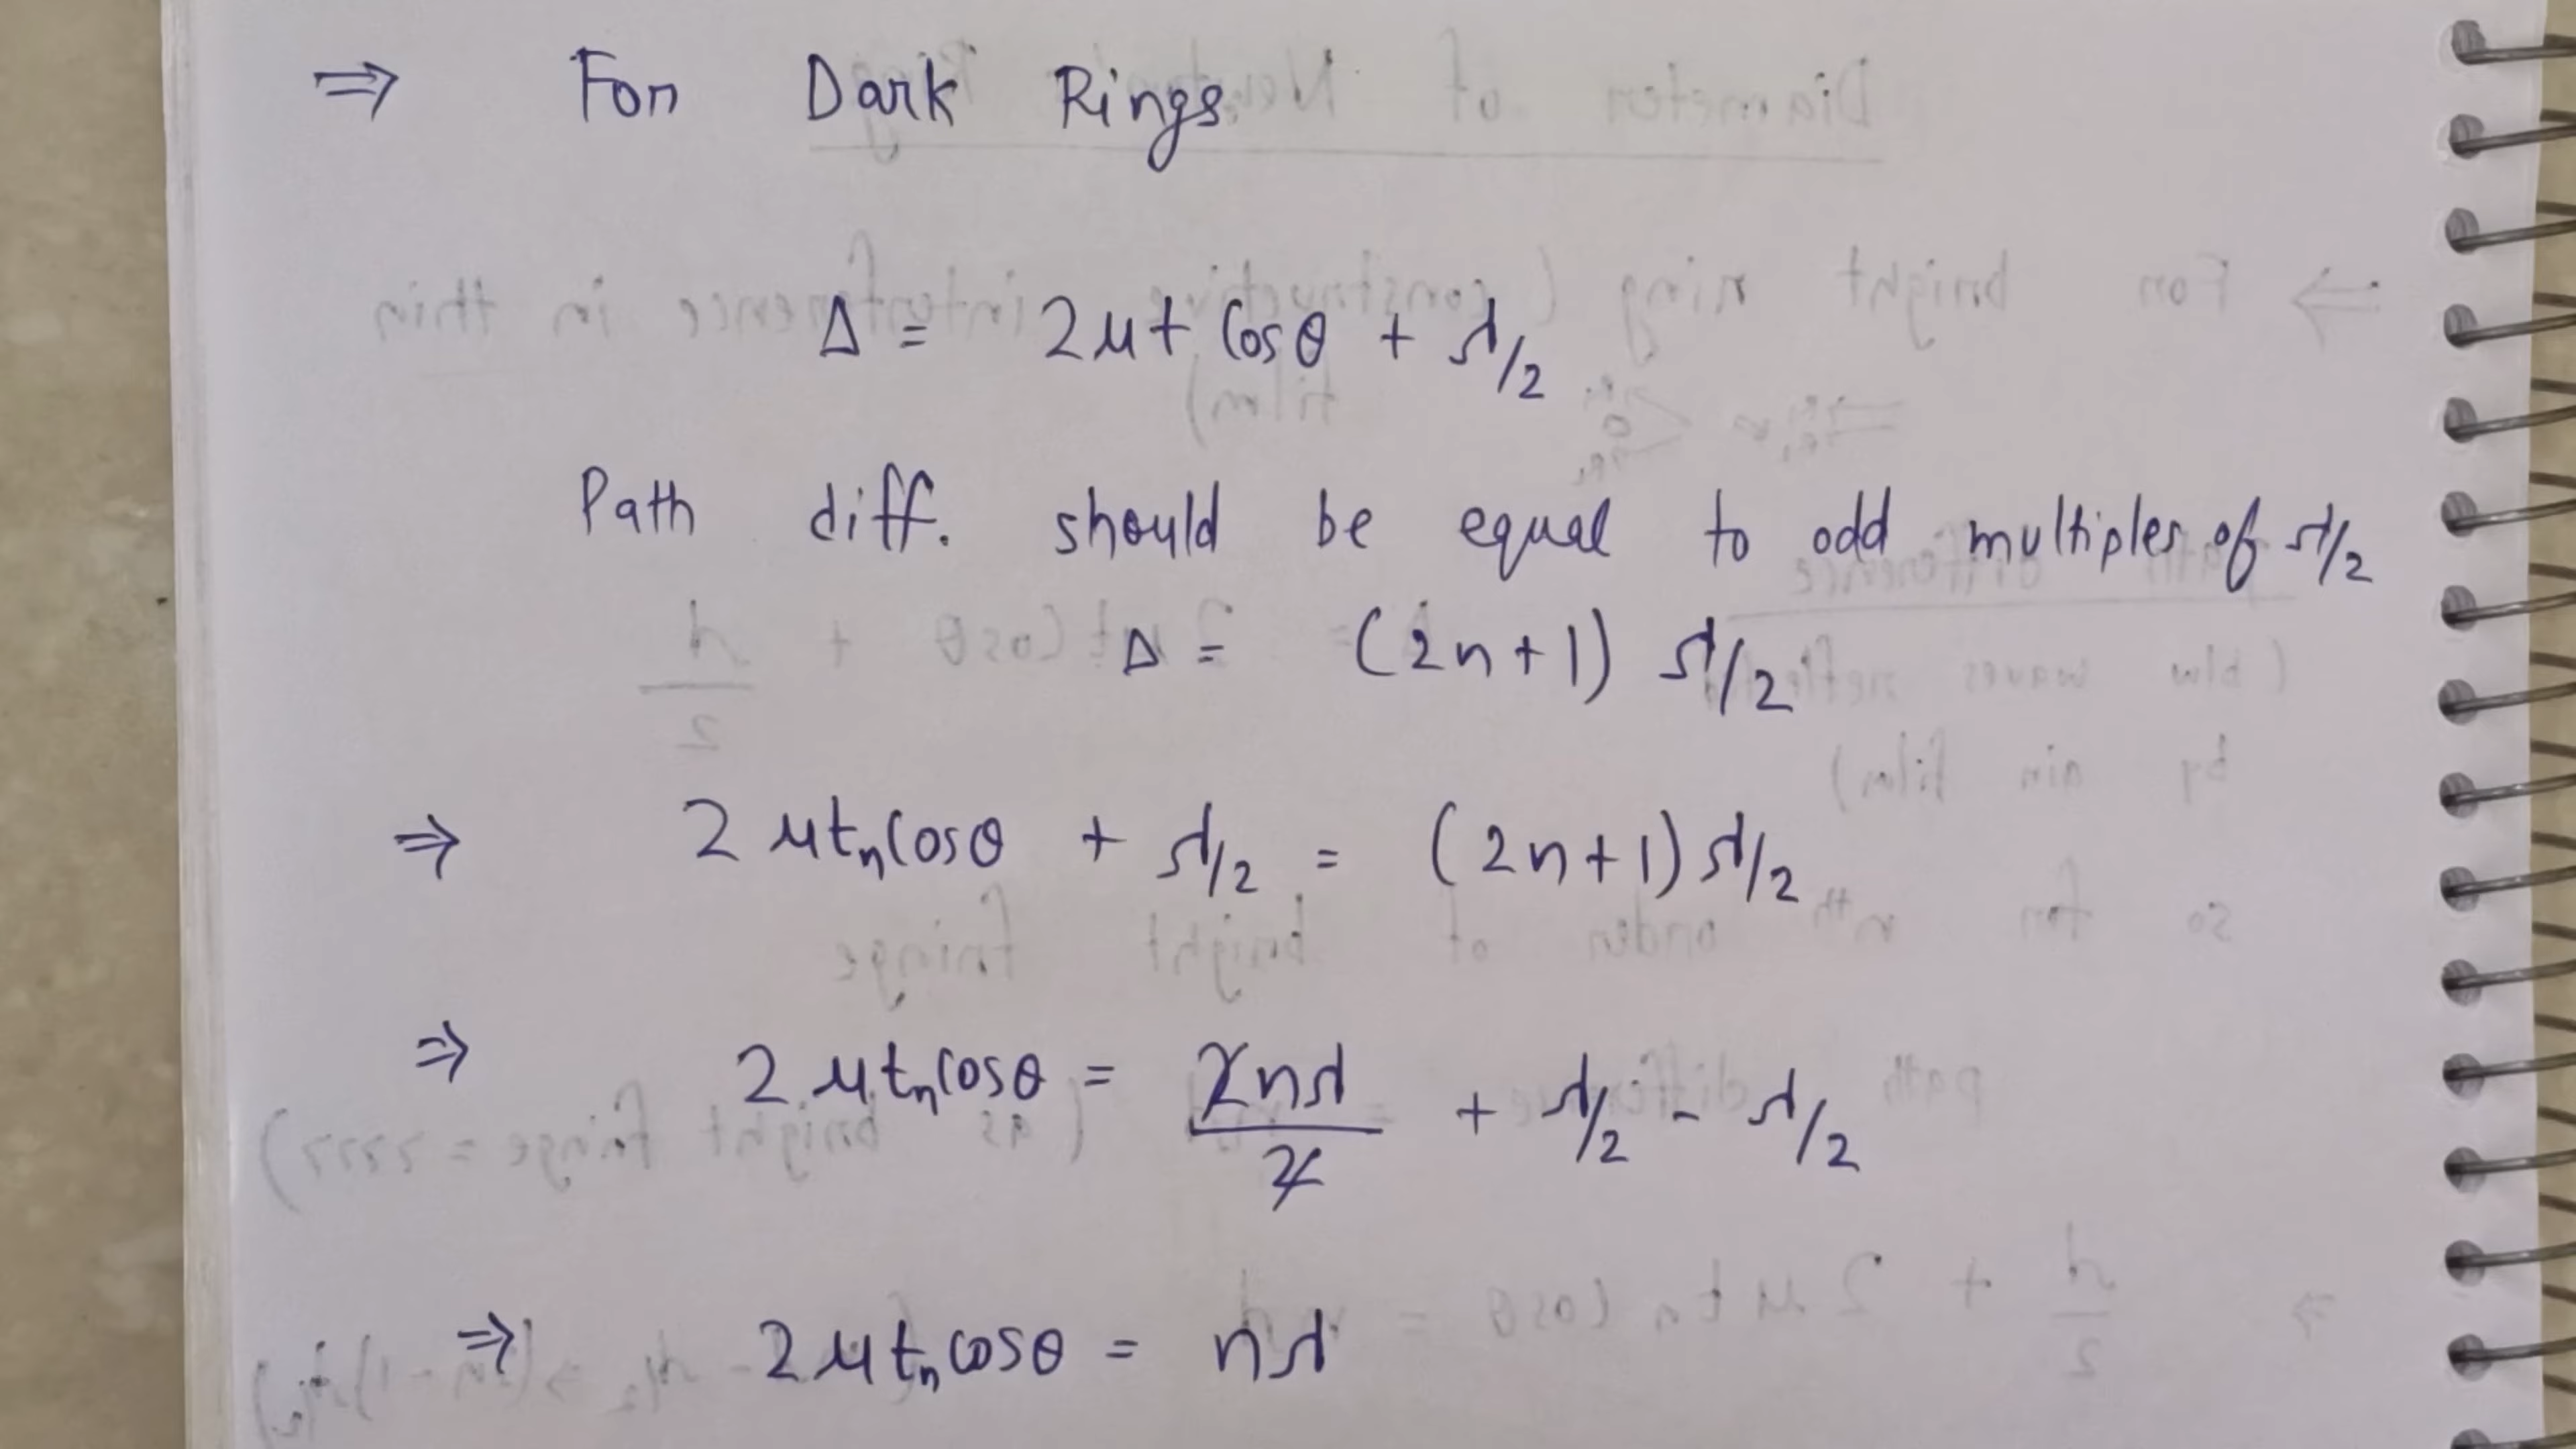 ⇒ For Dark Rings
Δ = 2μt Cosθ + λ/2
Path diff. should be equal to odd multiples of λ/2
Δ = (2n+1) λ/2
⇒ 2μtₙCosθ + λ/2 = (2n+1)λ/2
⇒ 2μtₙcosθ = 2nλ/2 + λ/2 - λ/2
⇒ 2μtₙcosθ = nλ